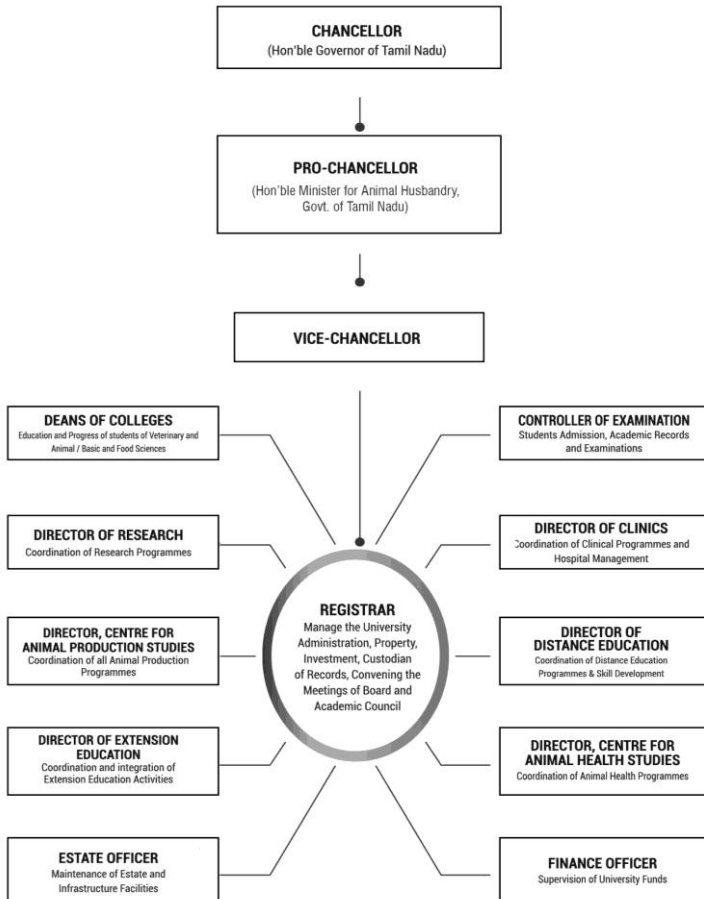 CHANCELLOR
(Hon'ble Governor of Tamil Nadu)
PRO-CHANCELLOR
(Hon'ble Minister for Animal Husbandry,
Govt. of Tamil Nadu)
VICE-CHANCELLOR
DEANS OF COLLEGES
Education and Progress of students of Veterinary and
Animal / Basic and Food Sciences
CONTROLLER OF EXAMINATION
Students Admission, Academic Records
and Examinations
DIRECTOR OF RESEARCH
Coordination of Research Programmes
DIRECTOR OF CLINICS
Coordination of Clinical Programmes and
Hospital Management
REGISTRAR
Manage the University
Administration, Property,
Investment, Custodian
of Records, Convening the
Meetings of Board and
Academic Council
DIRECTOR, CENTRE FOR
ANIMAL PRODUCTION STUDIES
Coordination of all Animal Production
Programmes
DIRECTOR OF
DISTANCE EDUCATION
Coordination of Distance Education
Programmes & Skill Development
DIRECTOR OF EXTENSION
EDUCATION
Coordination and integration of
Extension Education Activities
DIRECTOR, CENTRE FOR
ANIMAL HEALTH STUDIES
Coordination of Animal Health Programmes
ESTATE OFFICER
Maintenance of Estate and
Infrastructure Facilities
FINANCE OFFICER
Supervision of University Funds